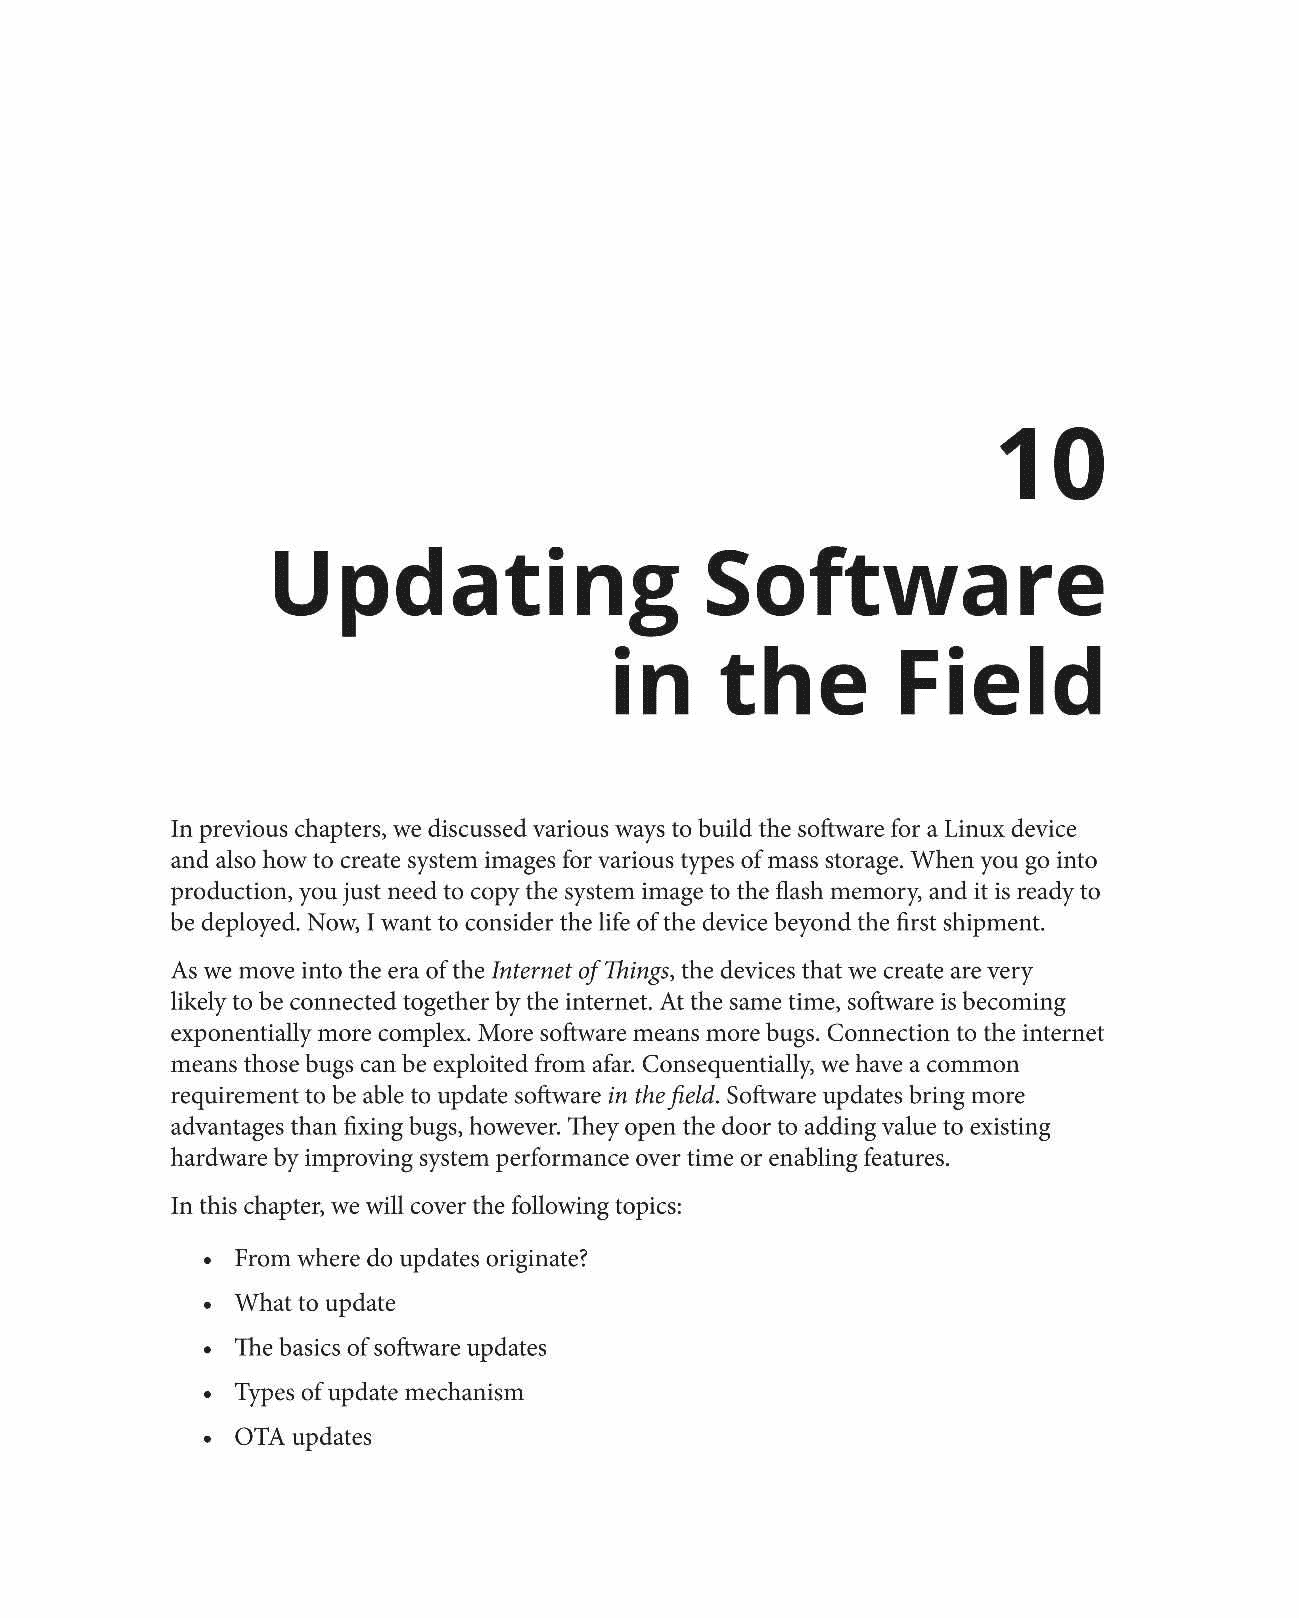 10
Updating Software
in the Field
In previous chapters, we discussed various ways to build the software for a Linux device
and also how to create system images for various types of mass storage. When you go into
production, you just need to copy the system image to the flash memory, and it is ready to
be deployed. Now, I want to consider the life of the device beyond the first shipment.
As we move into the era of the Internet of Things, the devices that we create are very
likely to be connected together by the internet. At the same time, software is becoming
exponentially more complex. More software means more bugs. Connection to the internet
means those bugs can be exploited from afar. Consequentially, we have a common
requirement to be able to update software in the field. Software updates bring more
advantages than fixing bugs, however. They open the door to adding value to existing
hardware by improving system performance over time or enabling features.
In this chapter, we will cover the following topics:
• From where do updates originate?
• What to update
• The basics of software updates
• Types of update mechanism
• OTA updates